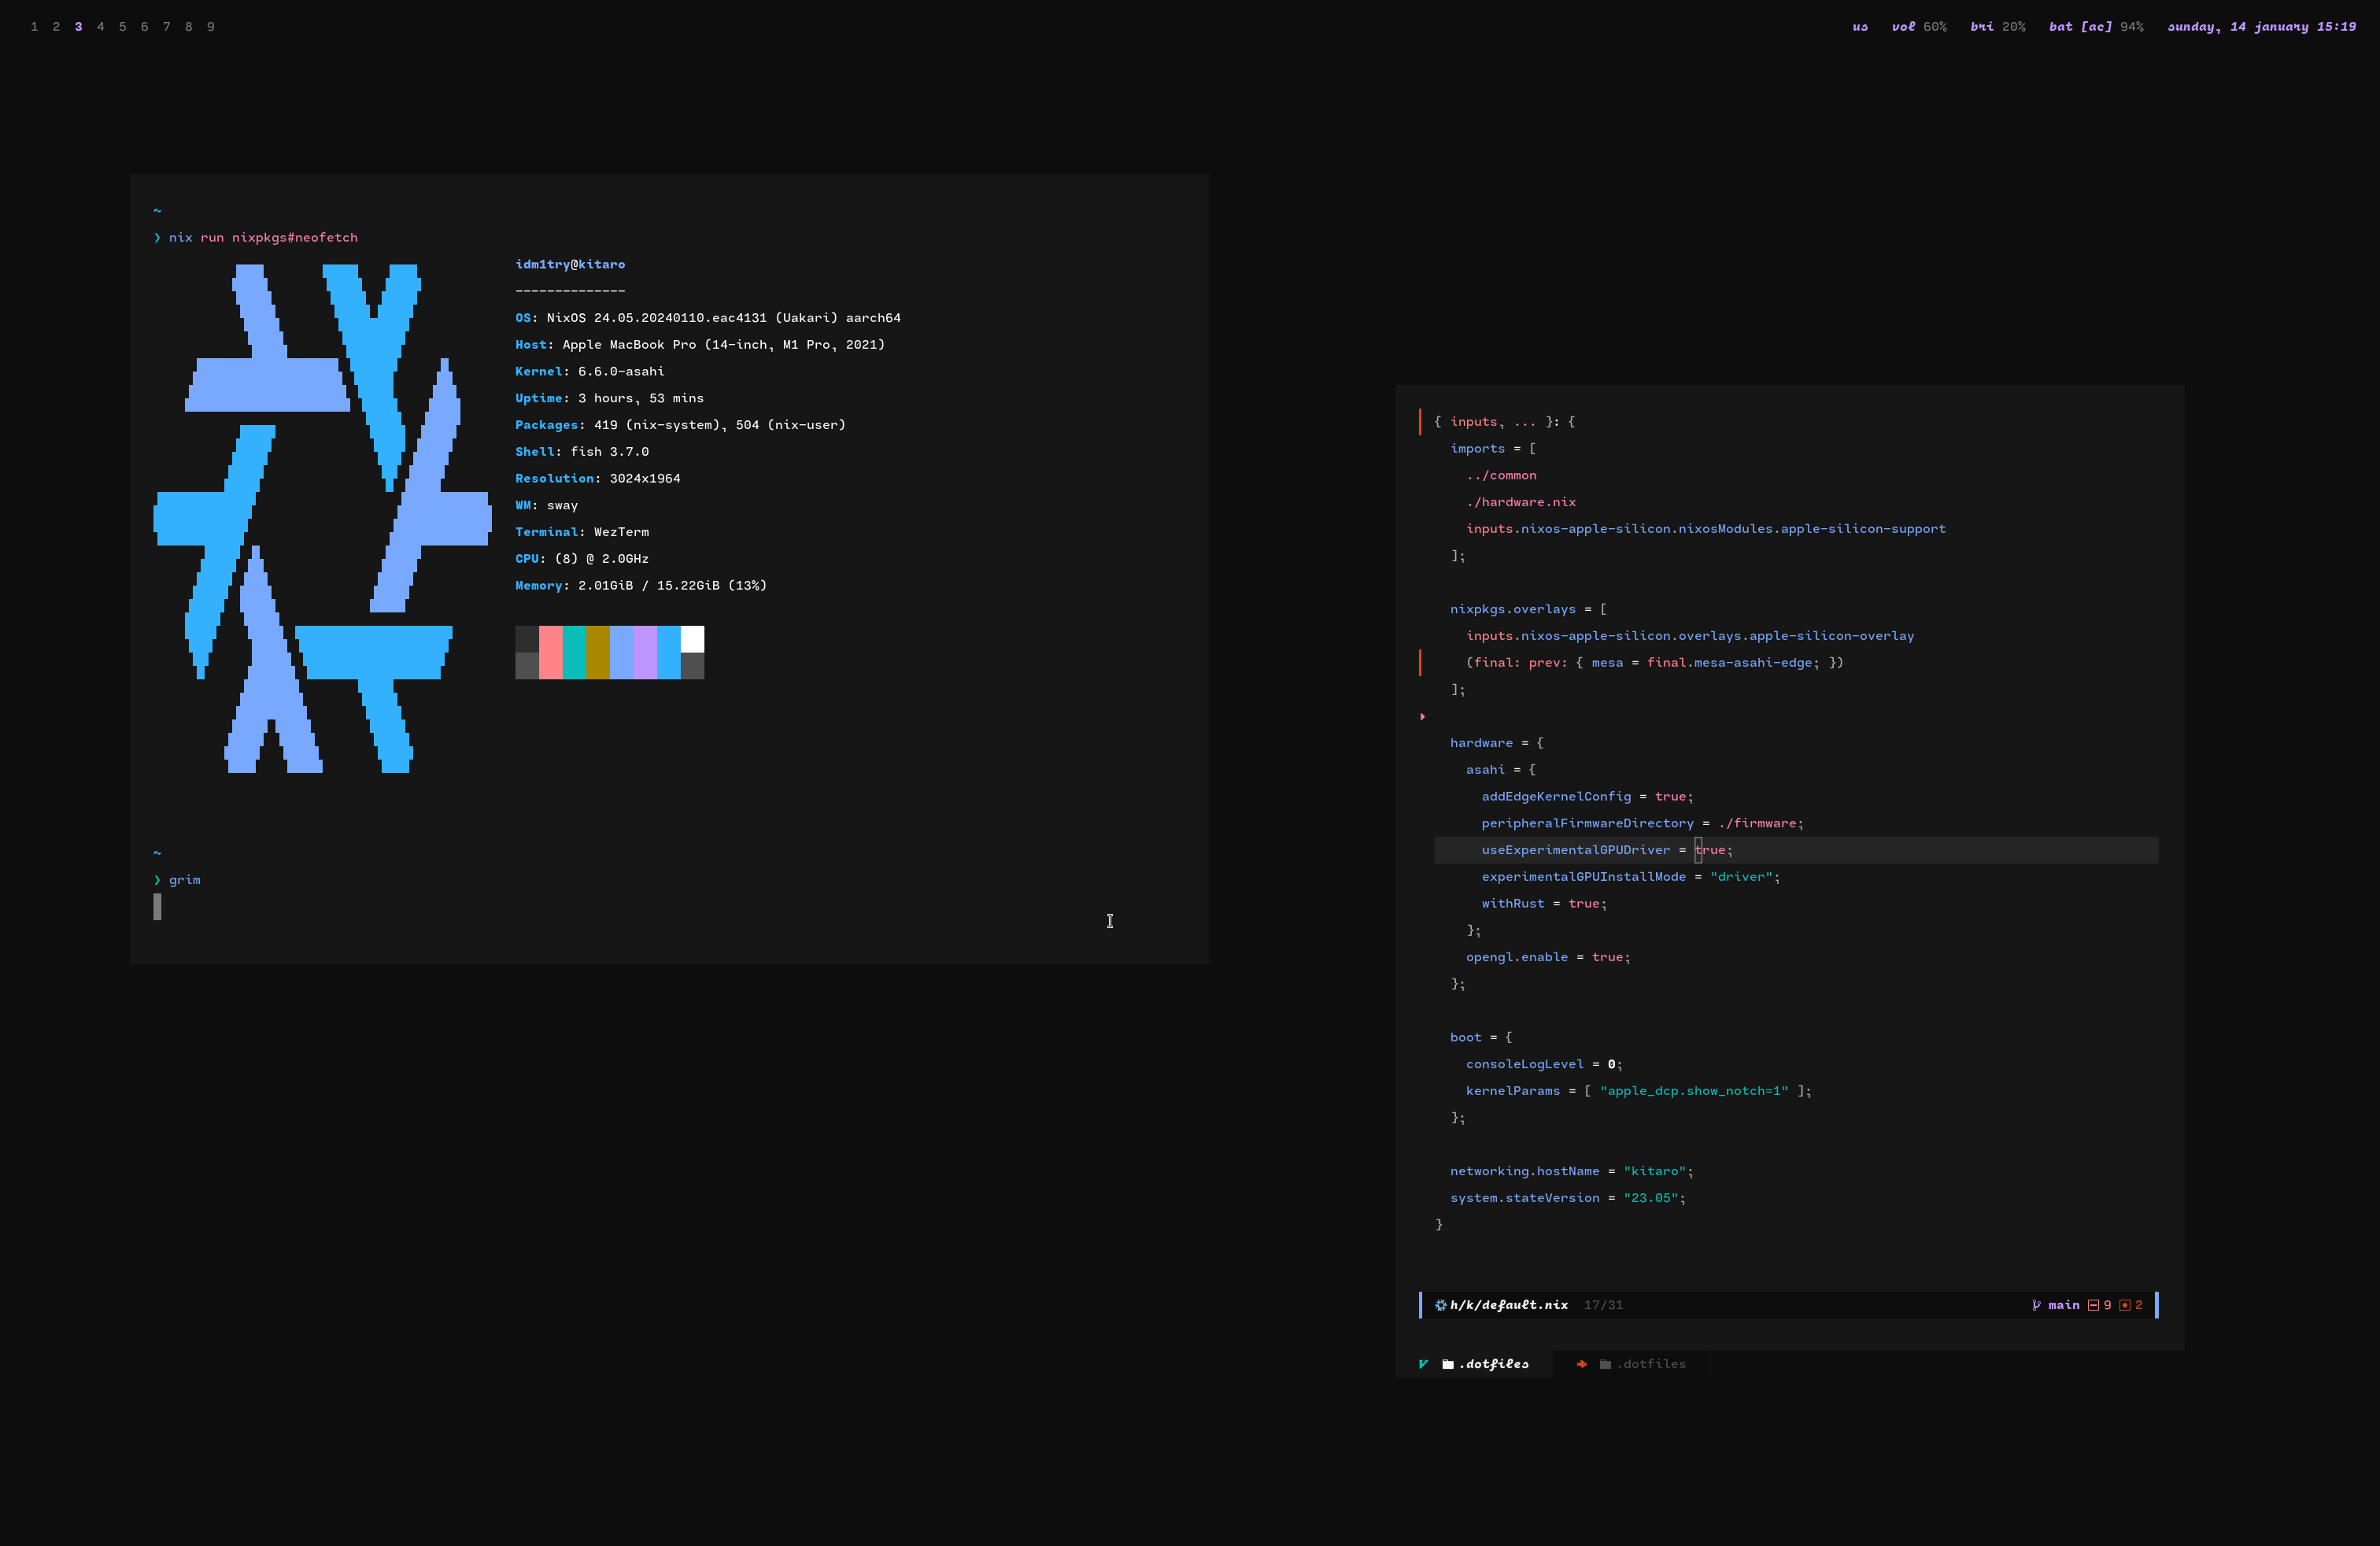 1 2 3 4 5 6 7 8 9
us vol 60% bri 20% bat [ac] 94% sunday, 14 january 15:19
~
❯ nix run nixpkgs#neofetch
idm1try@kitaro
--------------
OS: NixOS 24.05.20240110.eac4131 (Uakari) aarch64
Host: Apple MacBook Pro (14-inch, M1 Pro, 2021)
Kernel: 6.6.0-asahi
Uptime: 3 hours, 53 mins
Packages: 419 (nix-system), 504 (nix-user)
Shell: fish 3.7.0
Resolution: 3024x1964
WM: sway
Terminal: WezTerm
CPU: (8) @ 2.0GHz
Memory: 2.01GiB / 15.22GiB (13%)
~
❯ grim
{ inputs, ... }: {
  imports = [
    ../common
    ./hardware.nix
    inputs.nixos-apple-silicon.nixosModules.apple-silicon-support
  ];
  nixpkgs.overlays = [
    inputs.nixos-apple-silicon.overlays.apple-silicon-overlay
    (final: prev: { mesa = final.mesa-asahi-edge; })
  ];
  hardware = {
    asahi = {
      addEdgeKernelConfig = true;
      peripheralFirmwareDirectory = ./firmware;
      useExperimentalGPUDriver = true;
      experimentalGPUInstallMode = "driver";
      withRust = true;
    };
    opengl.enable = true;
  };
  boot = {
    consoleLogLevel = 0;
    kernelParams = [ "apple_dcp.show_notch=1" ];
  };
  networking.hostName = "kitaro";
  system.stateVersion = "23.05";
}
h/k/default.nix 17/31 main 9 2
.dotfiles .dotfiles